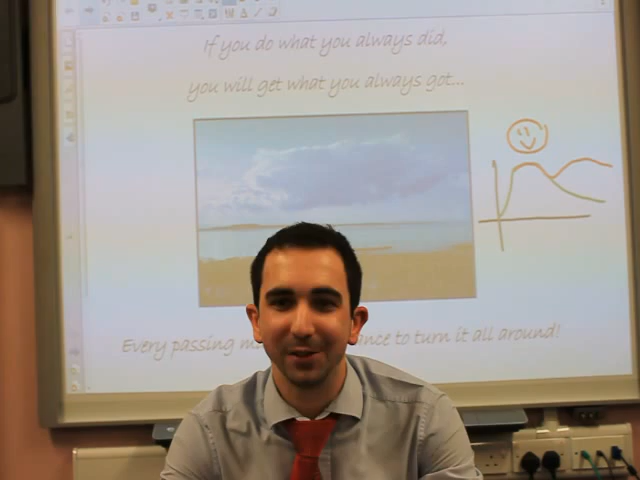 If you do what you always did,
you will get what you always got...
Every passing m nce to turn it all around!